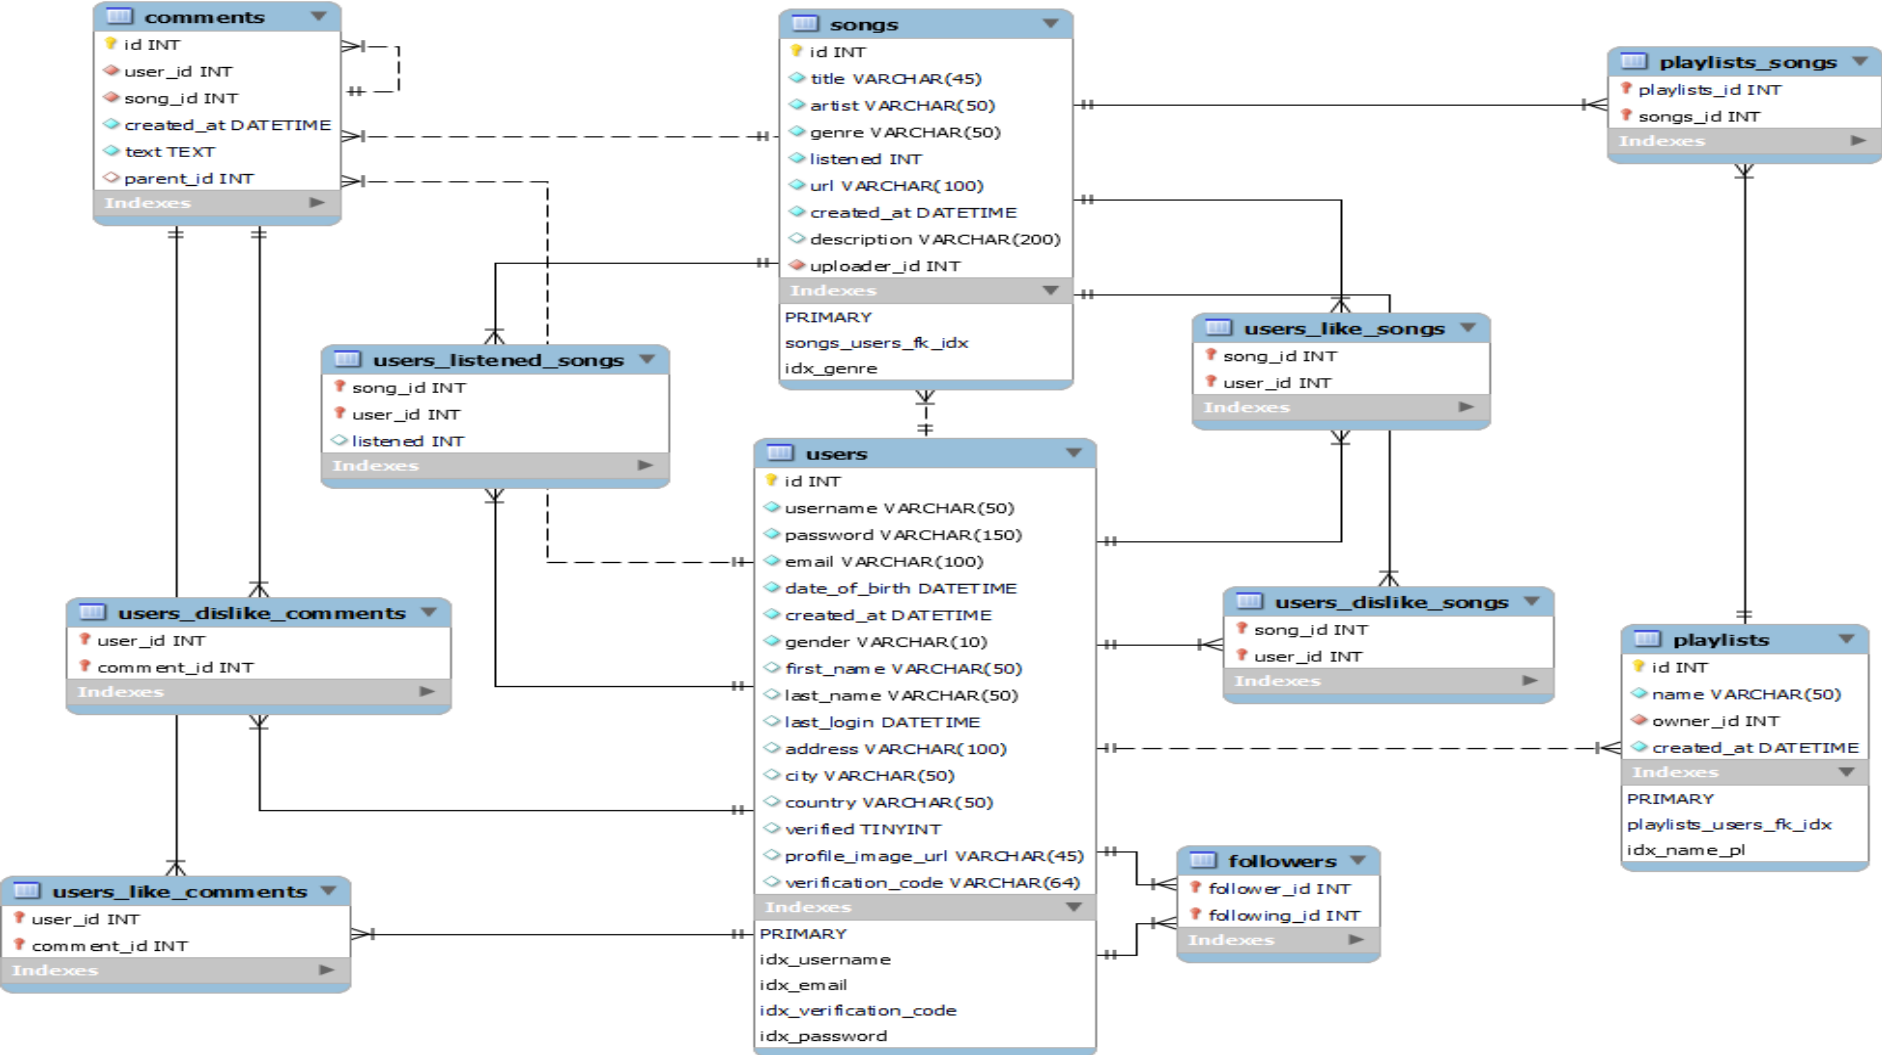 comments
id INT
user_id INT
song_id INT
created_at DATETIME
text TEXT
parent_id INT
Indexes
songs
id INT
title VARCHAR(45)
artist VARCHAR(50)
genre VARCHAR(50)
listened INT
url VARCHAR(100)
created_at DATETIME
description VARCHAR(200)
uploader_id INT
Indexes
PRIMARY
songs_users_fk_idx
idx_genre
playlists_songs
playlists_id INT
songs_id INT
Indexes
users_listened_songs
song_id INT
user_id INT
listened INT
Indexes
users_like_songs
song_id INT
user_id INT
Indexes
users
id INT
username VARCHAR(50)
password VARCHAR(150)
email VARCHAR(100)
date_of_birth DATETIME
created_at DATETIME
gender VARCHAR(10)
first_name VARCHAR(50)
last_name VARCHAR(50)
last_login DATETIME
address VARCHAR(100)
city VARCHAR(50)
country VARCHAR(50)
verified TINYINT
profile_image_url VARCHAR(45)
verification_code VARCHAR(64)
Indexes
PRIMARY
idx_username
idx_email
idx_verification_code
idx_password
users_dislike_comments
user_id INT
comment_id INT
Indexes
users_dislike_songs
song_id INT
user_id INT
Indexes
playlists
id INT
name VARCHAR(50)
owner_id INT
created_at DATETIME
Indexes
PRIMARY
playlists_users_fk_idx
idx_name_pl
followers
follower_id INT
following_id INT
Indexes
users_like_comments
user_id INT
comment_id INT
Indexes